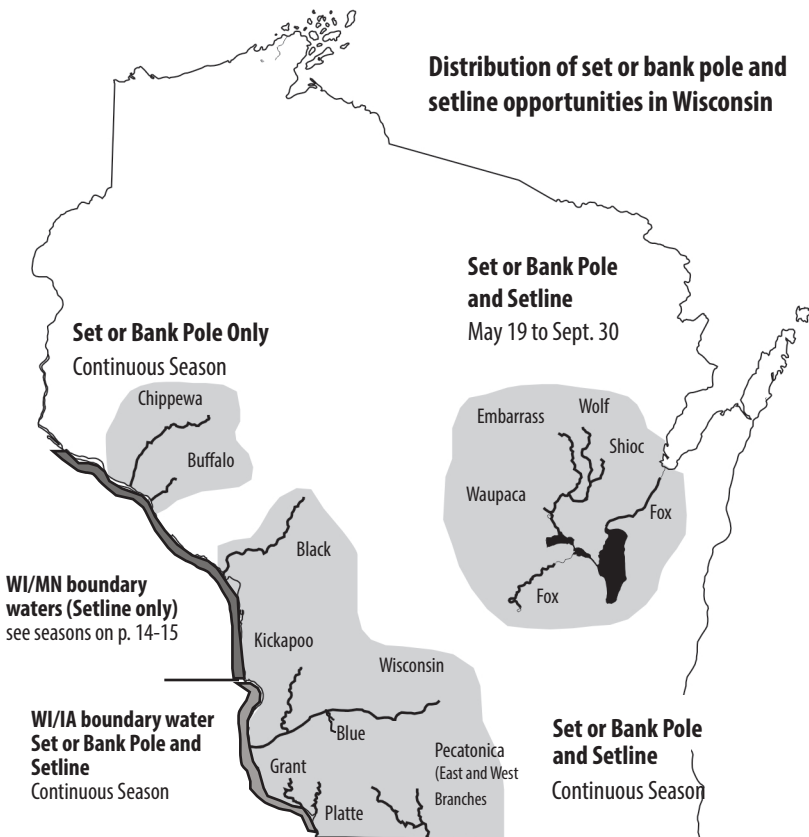 Distribution of set or bank pole and
setline opportunities in Wisconsin
Set or Bank Pole
and Setline
May 19 to Sept. 30
Set or Bank Pole Only
Continuous Season
Chippewa
Buffalo
Embarrass
Wolf
Shioc
Waupaca
Fox
Fox
Black
WI/MN boundary
waters (Setline only)
see seasons on p. 14-15
Kickapoo
Wisconsin
WI/IA boundary water
Set or Bank Pole and
Setline
Continuous Season
Blue
Grant
Platte
Pecatonica
(East and West
Branches
Set or Bank Pole
and Setline
Continuous Season